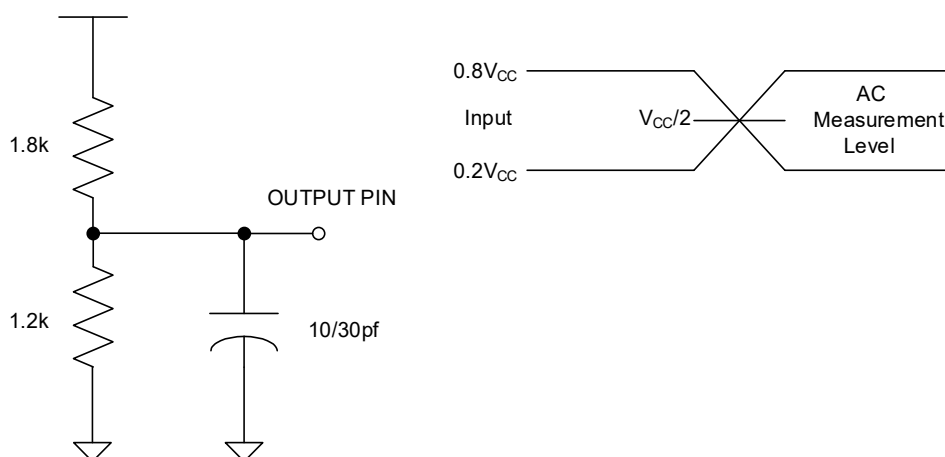 1.8k
OUTPUT PIN
1.2k
10/30pf
0.8VCC
Input
VCC/2
0.2VCC
AC
Measurement
Level